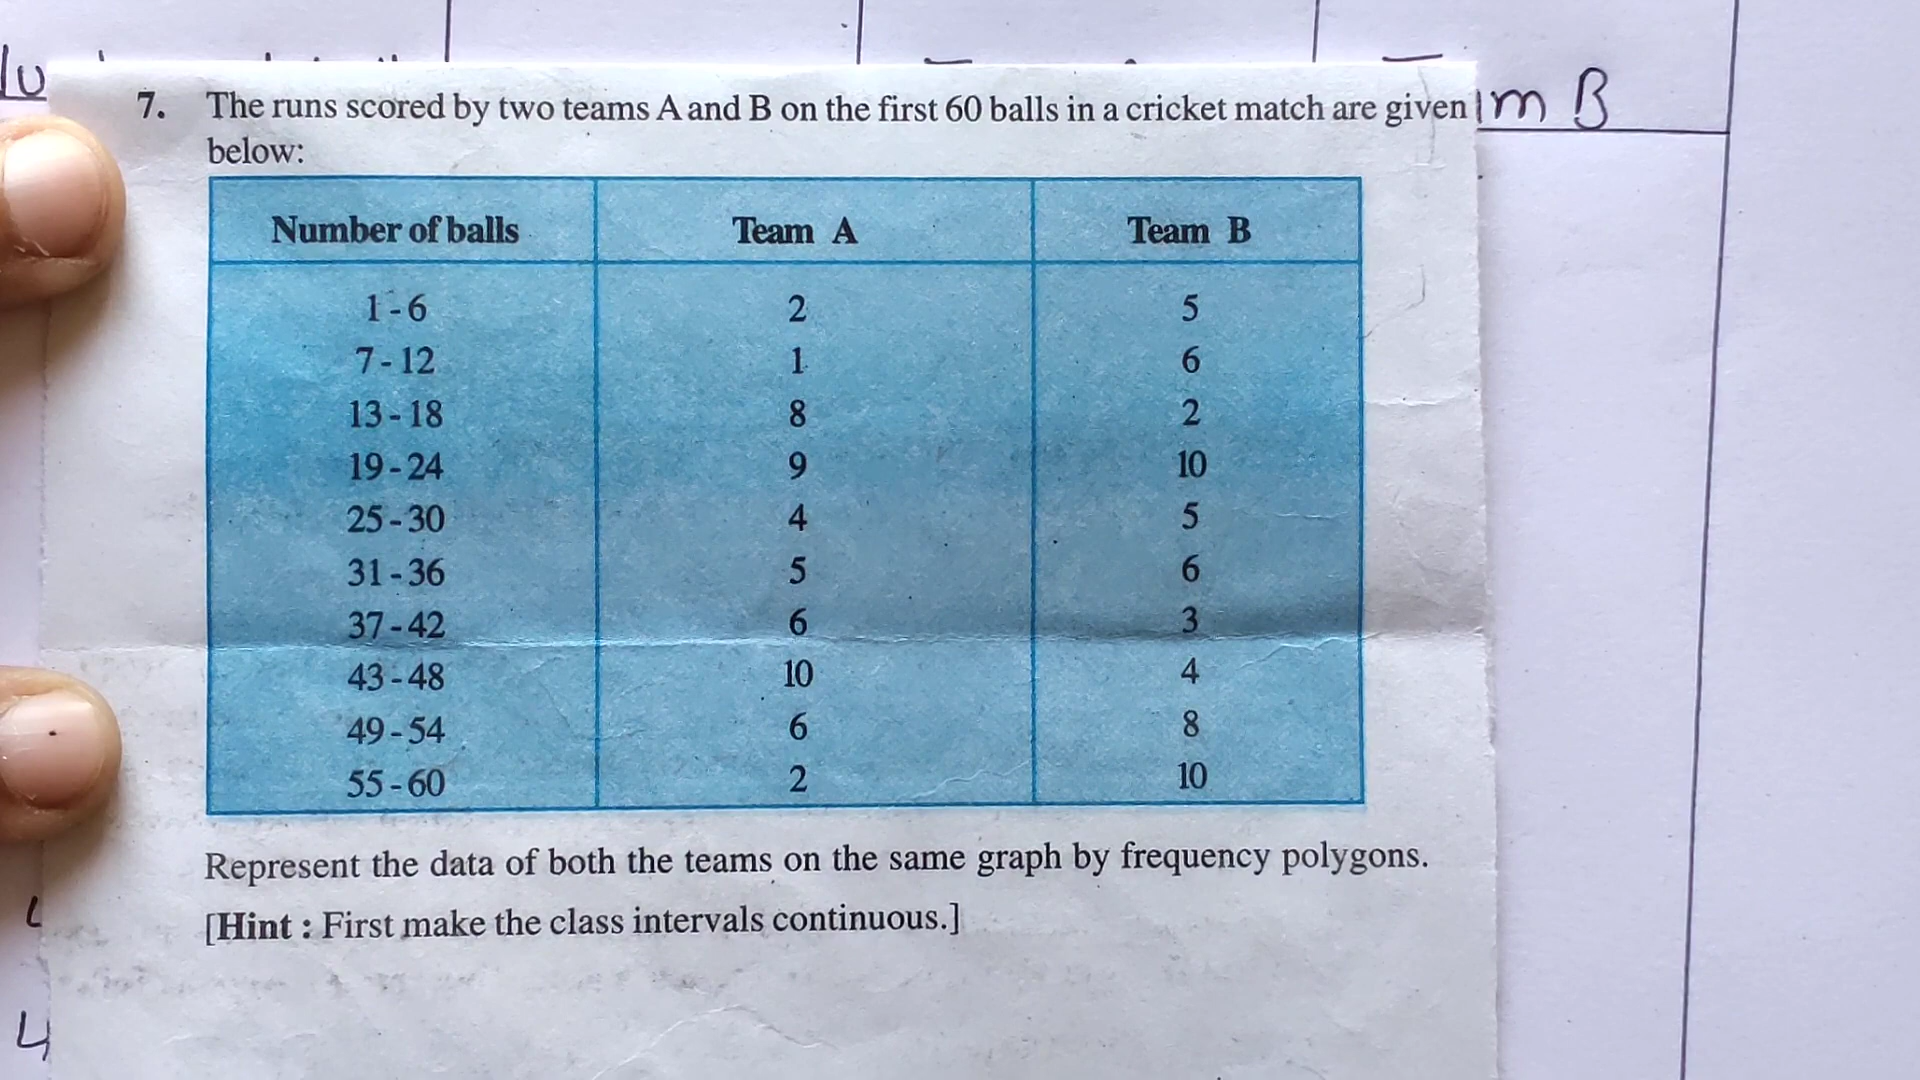 7. The runs scored by two teams A and B on the first 60 balls in a cricket match are given
below:
m B
Number of balls Team A Team B
1 - 6 2 5
7 - 12 1 6
13 - 18 8 2
19 - 24 9 10
25 - 30 4 5
31 - 36 5 6
37 - 42 6 3
43 - 48 10 4
49 - 54 6 8
55 - 60 2 10
Represent the data of both the teams on the same graph by frequency polygons.
[Hint : First make the class intervals continuous.]
4